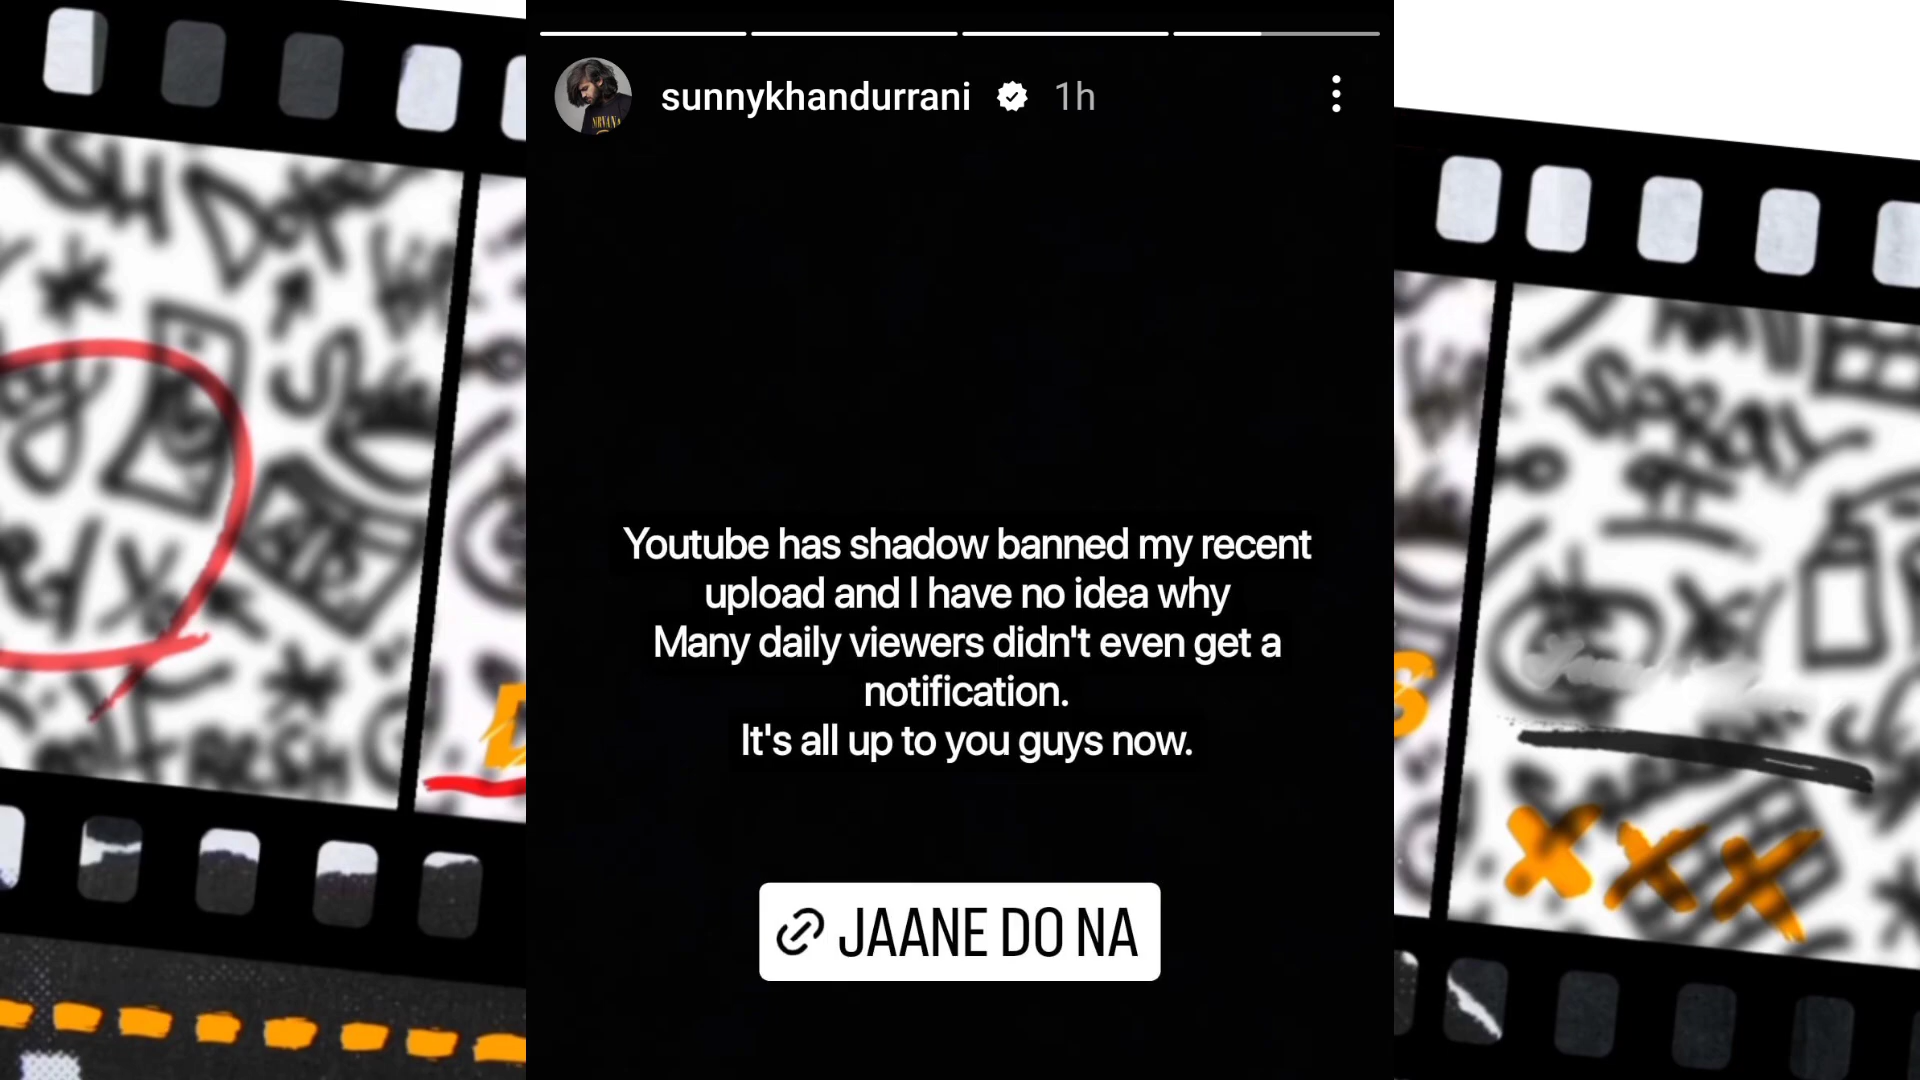 sunnykhandurrani 1h
NIRVANA
Youtube has shadow banned my recent
upload and I have no idea why
Many daily viewers didn't even get a
notification.
It's all up to you guys now.
JAANE DO NA